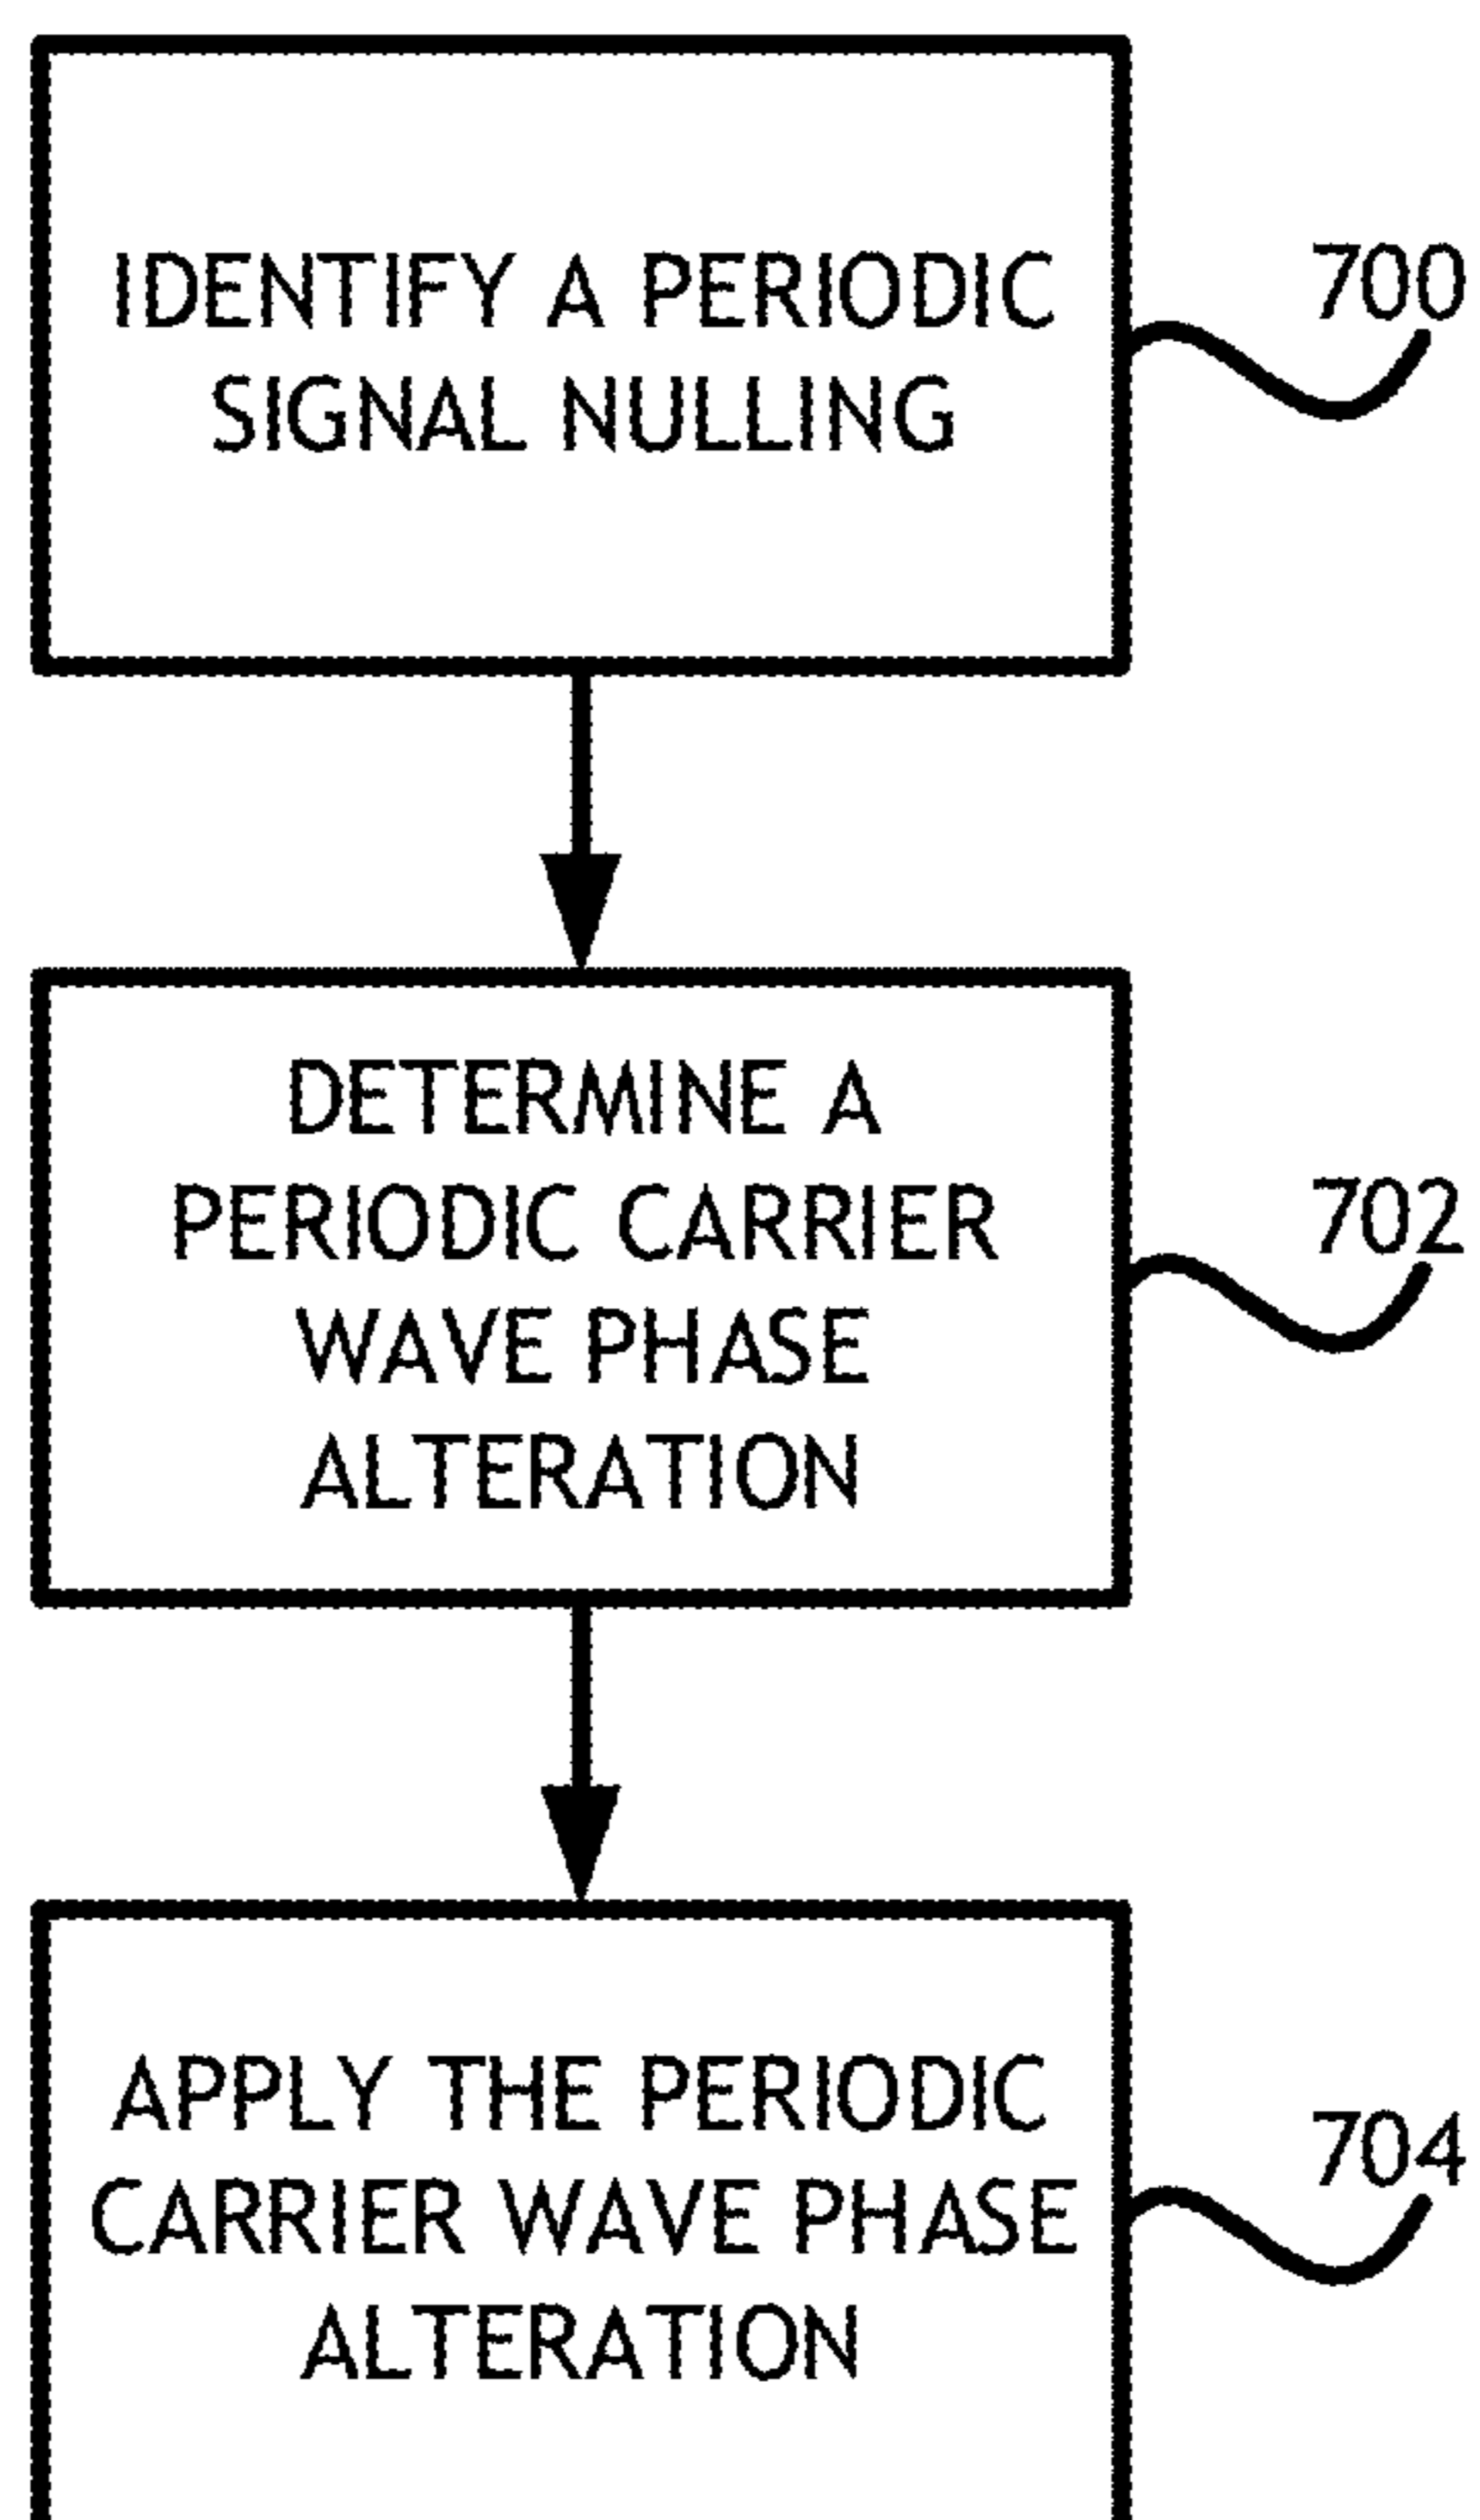 IDENTIFY A PERIODIC
SIGNAL NULLING
700
DETERMINE A
PERIODIC CARRIER
WAVE PHASE
ALTERATION
702
APPLY THE PERIODIC
CARRIER WAVE PHASE
ALTERATION
704